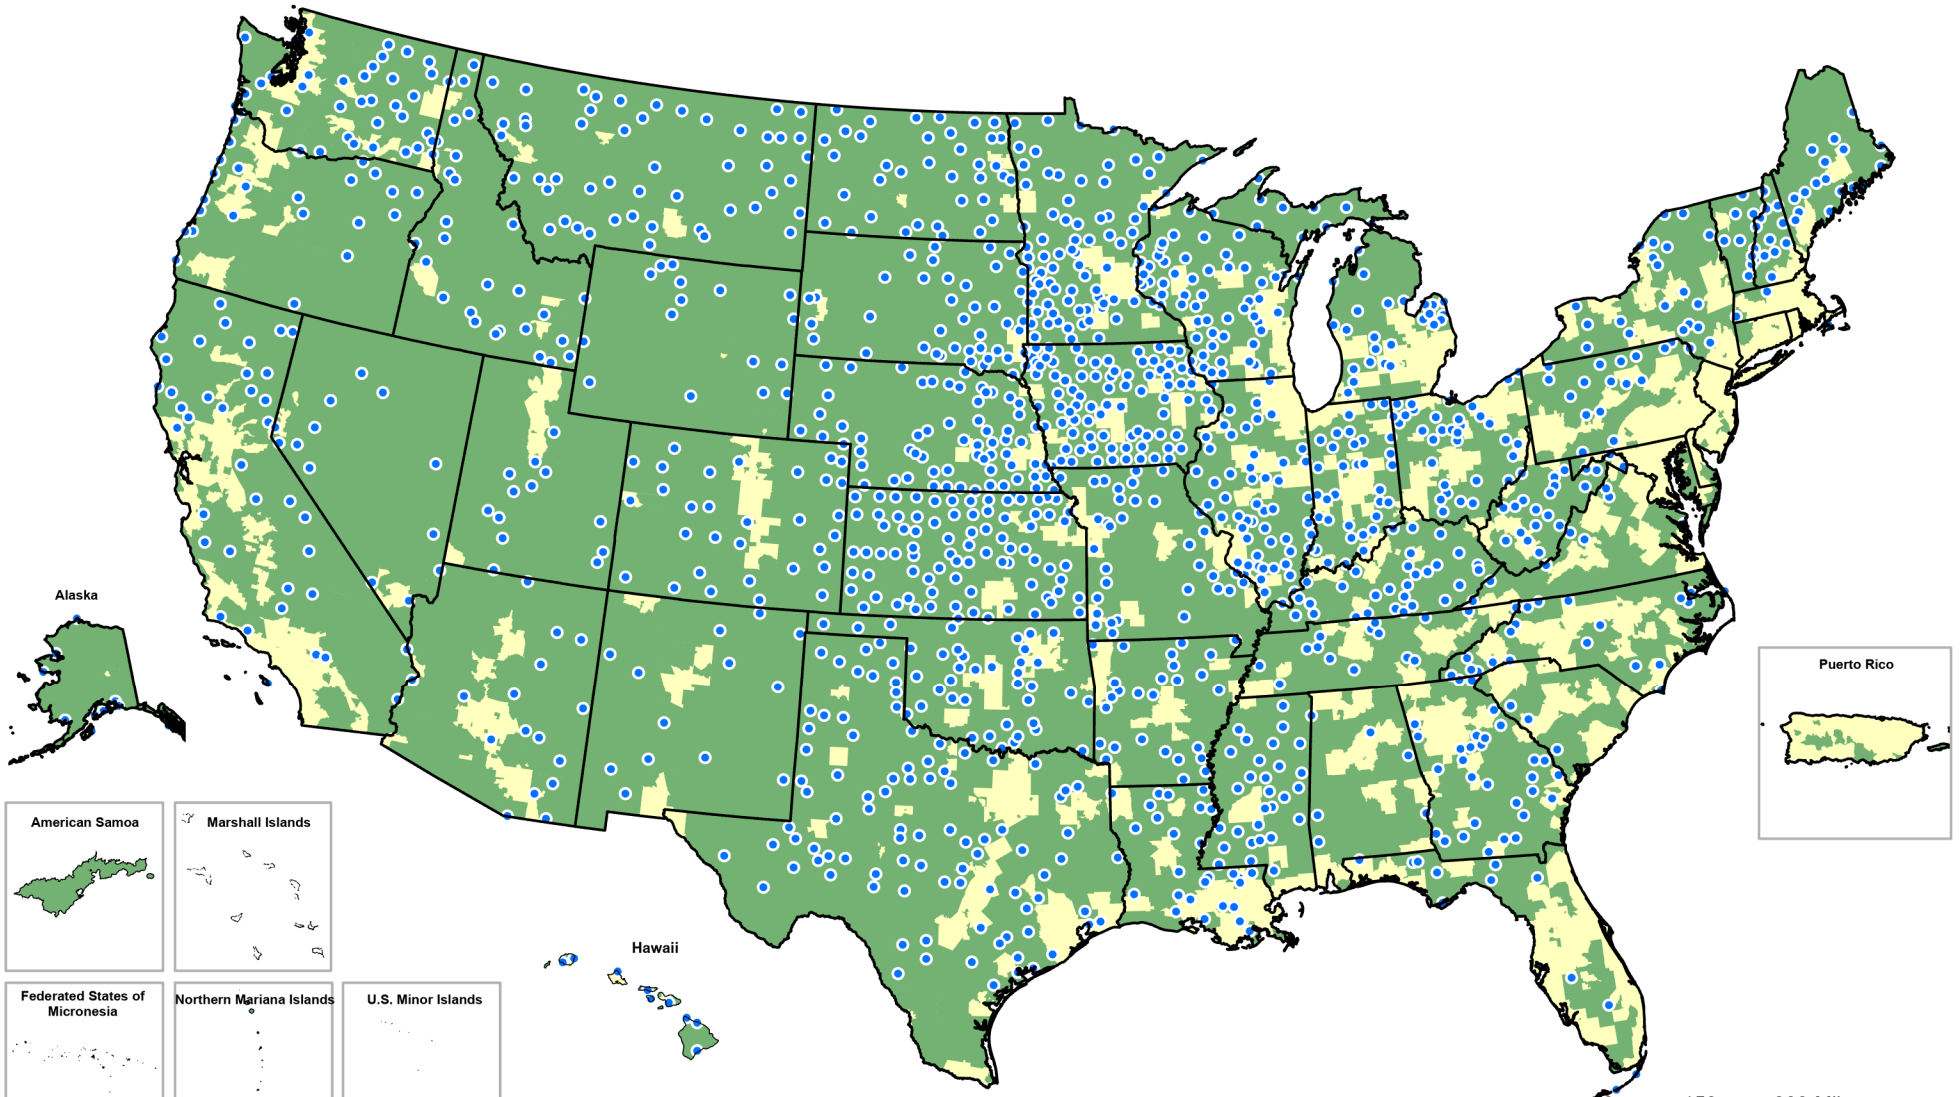 Alaska
Puerto Rico
American Samoa
Marshall Islands
Hawaii
Federated States of
Micronesia
Northern Mariana Islands
U.S. Minor Islands